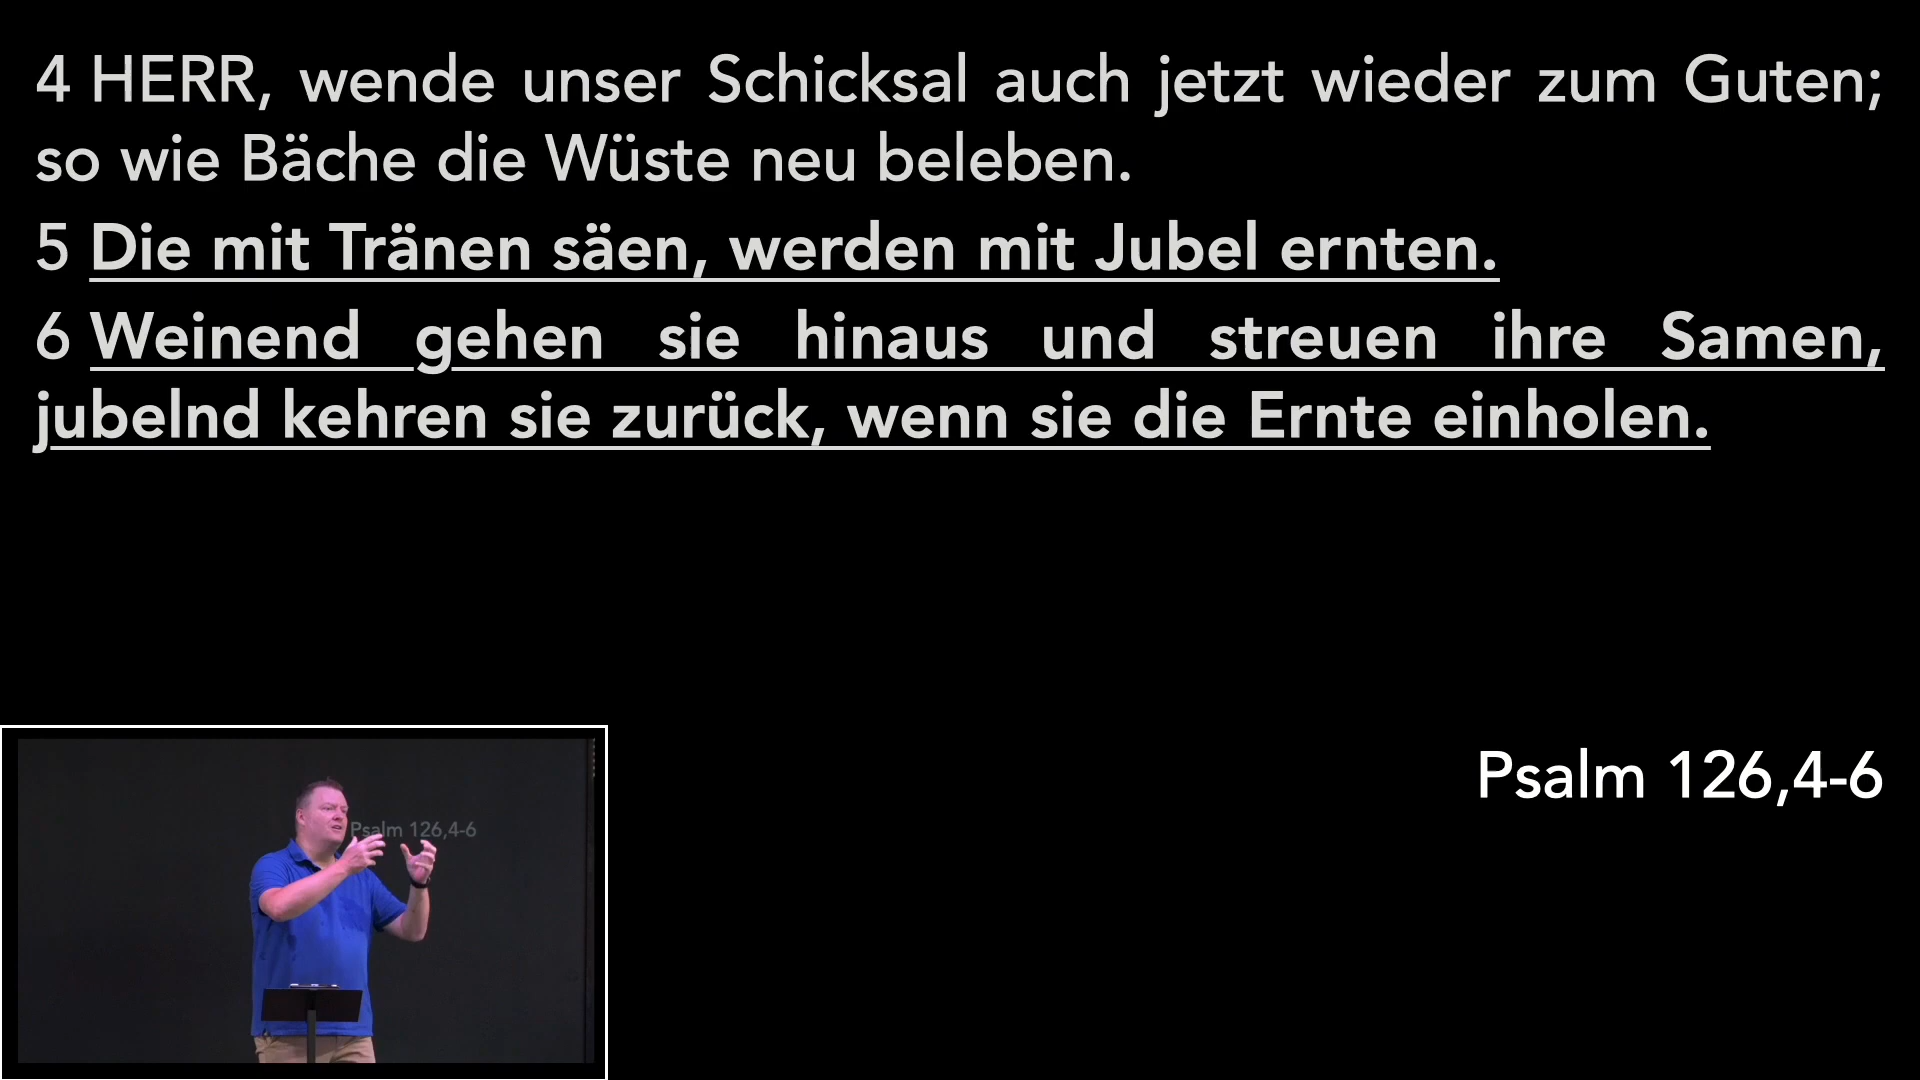 4 HERR, wende unser Schicksal auch jetzt wieder zum Guten;
so wie Bäche die Wüste neu beleben.
5 Die mit Tränen säen, werden mit Jubel ernten.
6 Weinend gehen sie hinaus und streuen ihre Samen,
jubelnd kehren sie zurück, wenn sie die Ernte einholen.
Psalm 126,4-6
Psalm 126,4-6